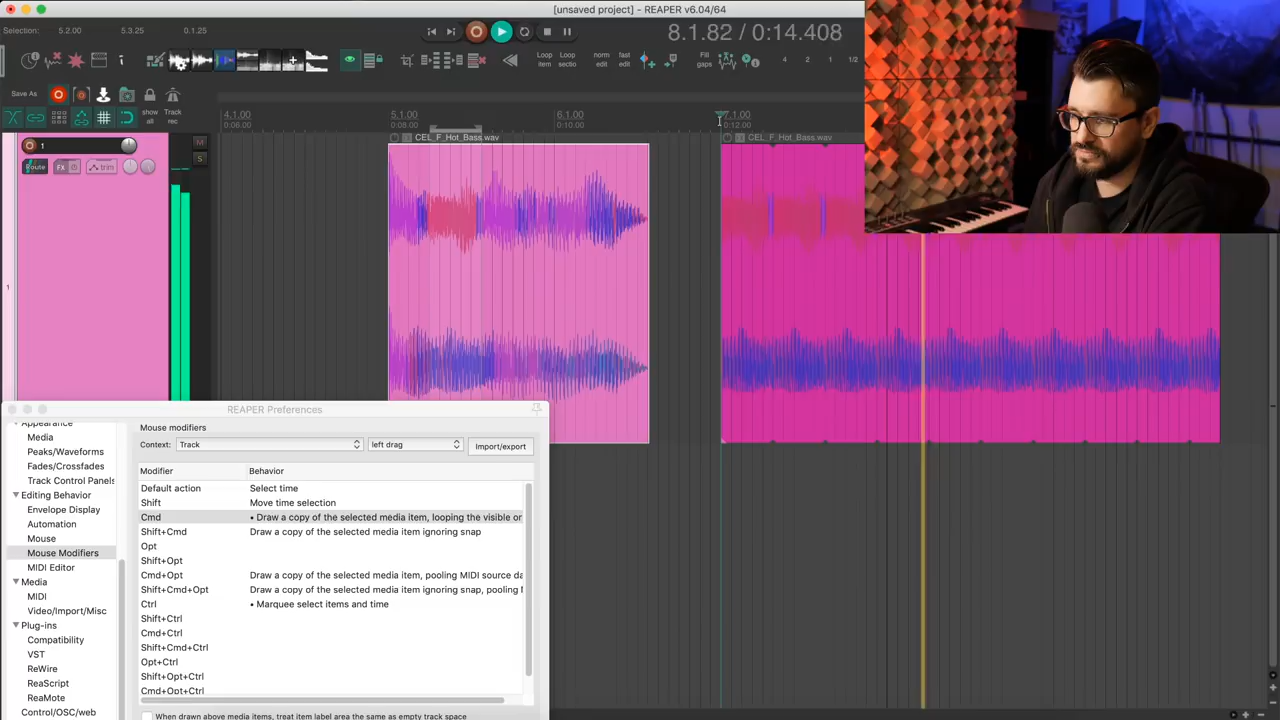 [unsaved project] - REAPER v6.04/64
Selection: 5.2.00 5.3.25 0.1.25
8.1.82 / 0:14.408
Loop item
Loop sectio
norm edit
fast edit
Fill gaps
4 2 1 1/2
Save As
show all
Track rec
4.1.00
0:06.00
5.1.00
0:08.00
6.1.00
0:10.00
7.1.00
0:12.00
CEL_F_Hot_Bass.wav
CEL_F_Hot_Bass.wav
1
M
S
Route
FX
trim
1
REAPER Preferences
Appearance
Media
Peaks/Waveforms
Fades/Crossfades
Track Control Panels
Editing Behavior
Envelope Display
Automation
Mouse
Mouse Modifiers
MIDI Editor
Media
MIDI
Video/Import/Misc
Plug-ins
Compatibility
VST
ReWire
ReaScript
ReaMote
Control/OSC/web
Mouse modifiers
Context: Track left drag Import/export
Modifier Behavior
Default action Select time
Shift Move time selection
Cmd • Draw a copy of the selected media item, looping the visible or
Shift+Cmd Draw a copy of the selected media item ignoring snap
Opt
Shift+Opt
Cmd+Opt Draw a copy of the selected media item, pooling MIDI source da
Shift+Cmd+Opt Draw a copy of the selected media item ignoring snap, pooling
Ctrl • Marquee select items and time
Shift+Ctrl
Cmd+Ctrl
Shift+Cmd+Ctrl
Opt+Ctrl
Shift+Opt+Ctrl
Cmd+Opt+Ctrl
When drawn above media items, treat item label area the same as empty track space